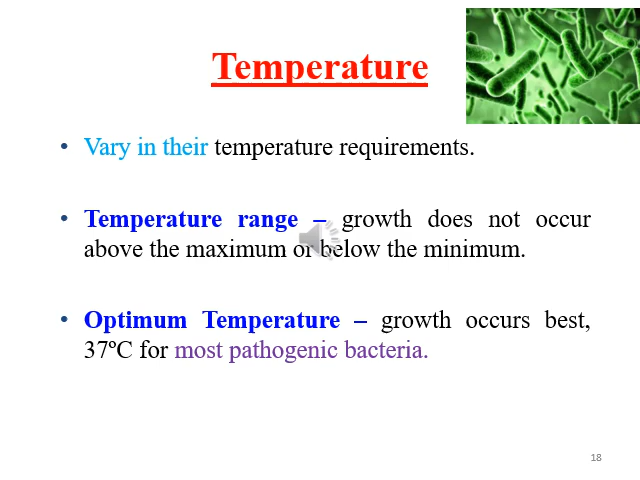 Temperature
• Vary in their temperature requirements.
• Temperature range – growth does not occur
above the maximum or below the minimum.
• Optimum Temperature – growth occurs best,
37ºC for most pathogenic bacteria.
18